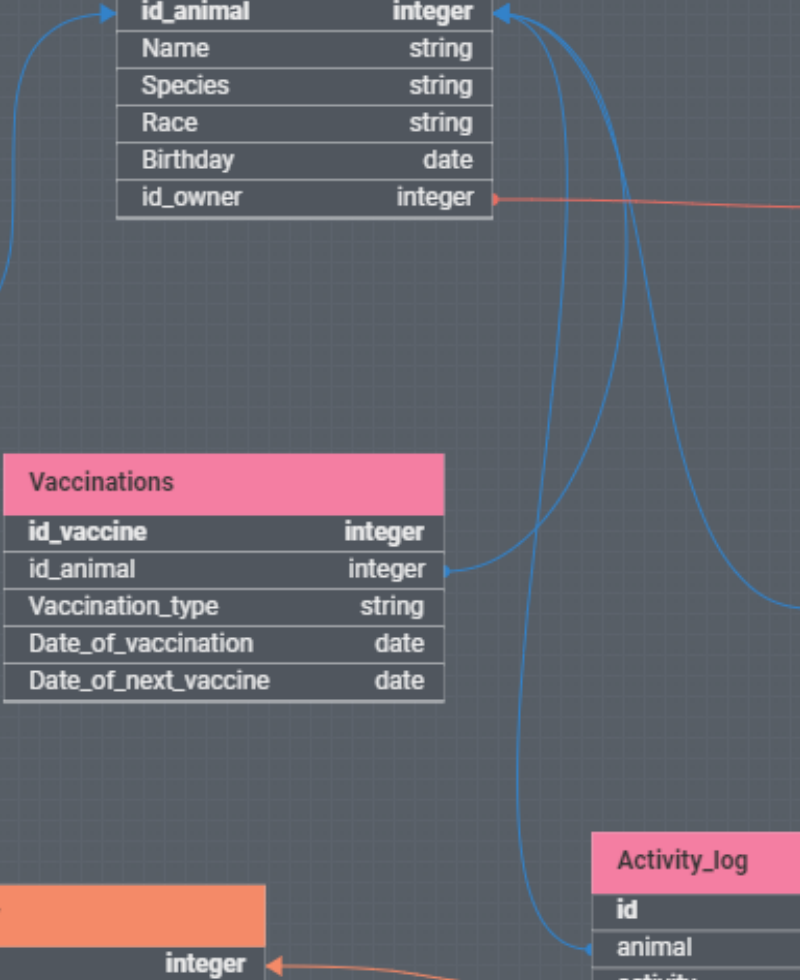 id_animal integer
Name string
Species string
Race string
Birthday date
id_owner integer
Vaccinations
id_vaccine integer
id_animal integer
Vaccination_type string
Date_of_vaccination date
Date_of_next_vaccine date
Activity_log
id
animal
integer